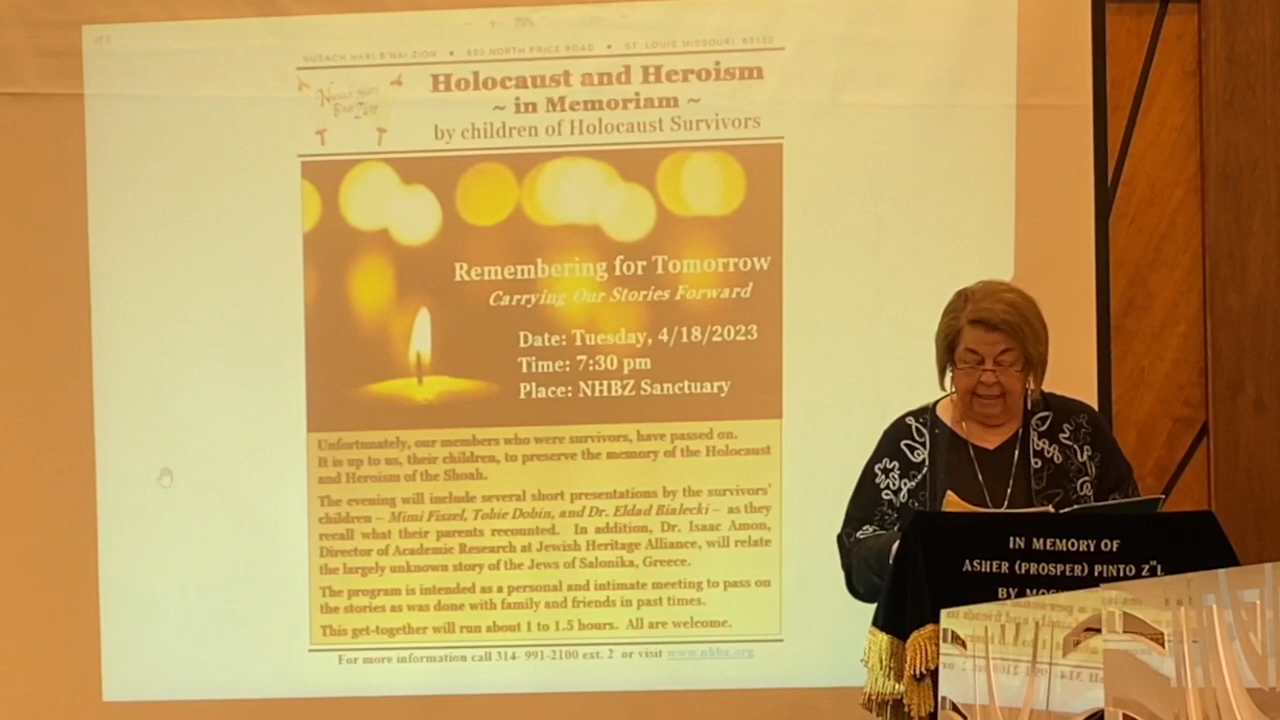 of 1
70%
NUSACH HARI B'NAI ZION • 650 NORTH PRICE ROAD • ST. LOUIS MISSOURI 63132
Nusach Hari
B'nai Zion
Holocaust and Heroism
~ in Memoriam ~
by children of Holocaust Survivors
Remembering for Tomorrow
Carrying Our Stories Forward
Date: Tuesday, 4/18/2023
Time: 7:30 pm
Place: NHBZ Sanctuary
Unfortunately, our members who were survivors, have passed on.
It is up to us, their children, to preserve the memory of the Holocaust
and Heroism of the Shoah.
The evening will include several short presentations by the survivors'
children – Mimi Fiszel, Tobie Dobin, and Dr. Eldad Bialecki – as they
recall what their parents recounted. In addition, Dr. Isaac Amon,
Director of Academic Research at Jewish Heritage Alliance, will relate
the largely unknown story of the Jews of Salonika, Greece.
The program is intended as a personal and intimate meeting to pass on
the stories as was done with family and friends in past times.
This get-together will run about 1 to 1.5 hours. All are welcome.
For more information call 314- 991-2100 ext. 2 or visit www.nhbz.org
IN MEMORY OF
ASHER (PROSPER) PINTO Z"L
BY